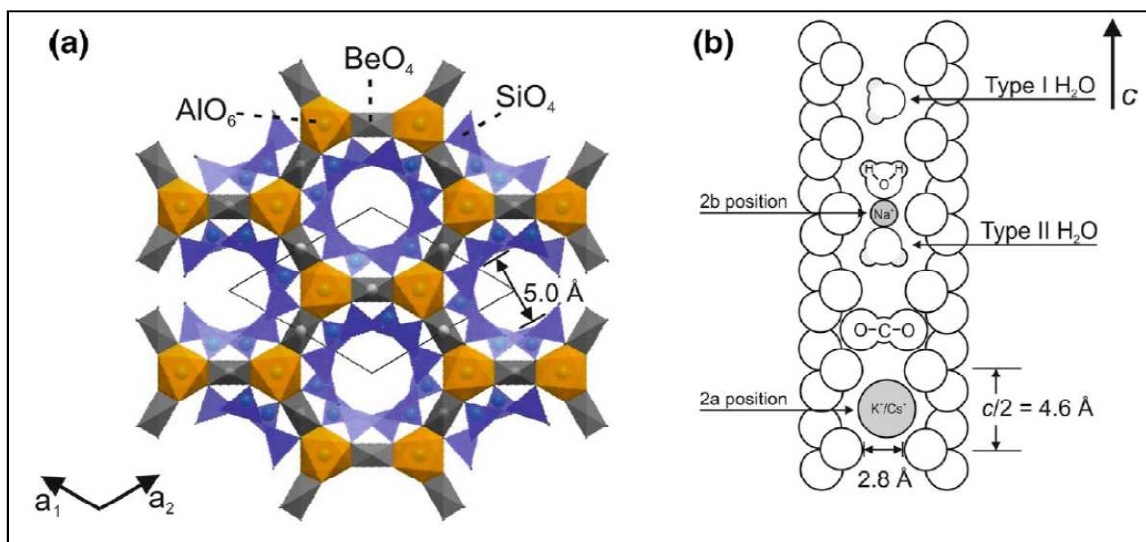 (a)
BeO₄
SiO₄
AlO₆
5.0 Å
a₁
a₂
(b)
c
Type I H₂O
H H
O
2b position
Na⁺
Type II H₂O
O–C–O
2a position
K⁺/Cs⁺
c/2 = 4.6 Å
2.8 Å